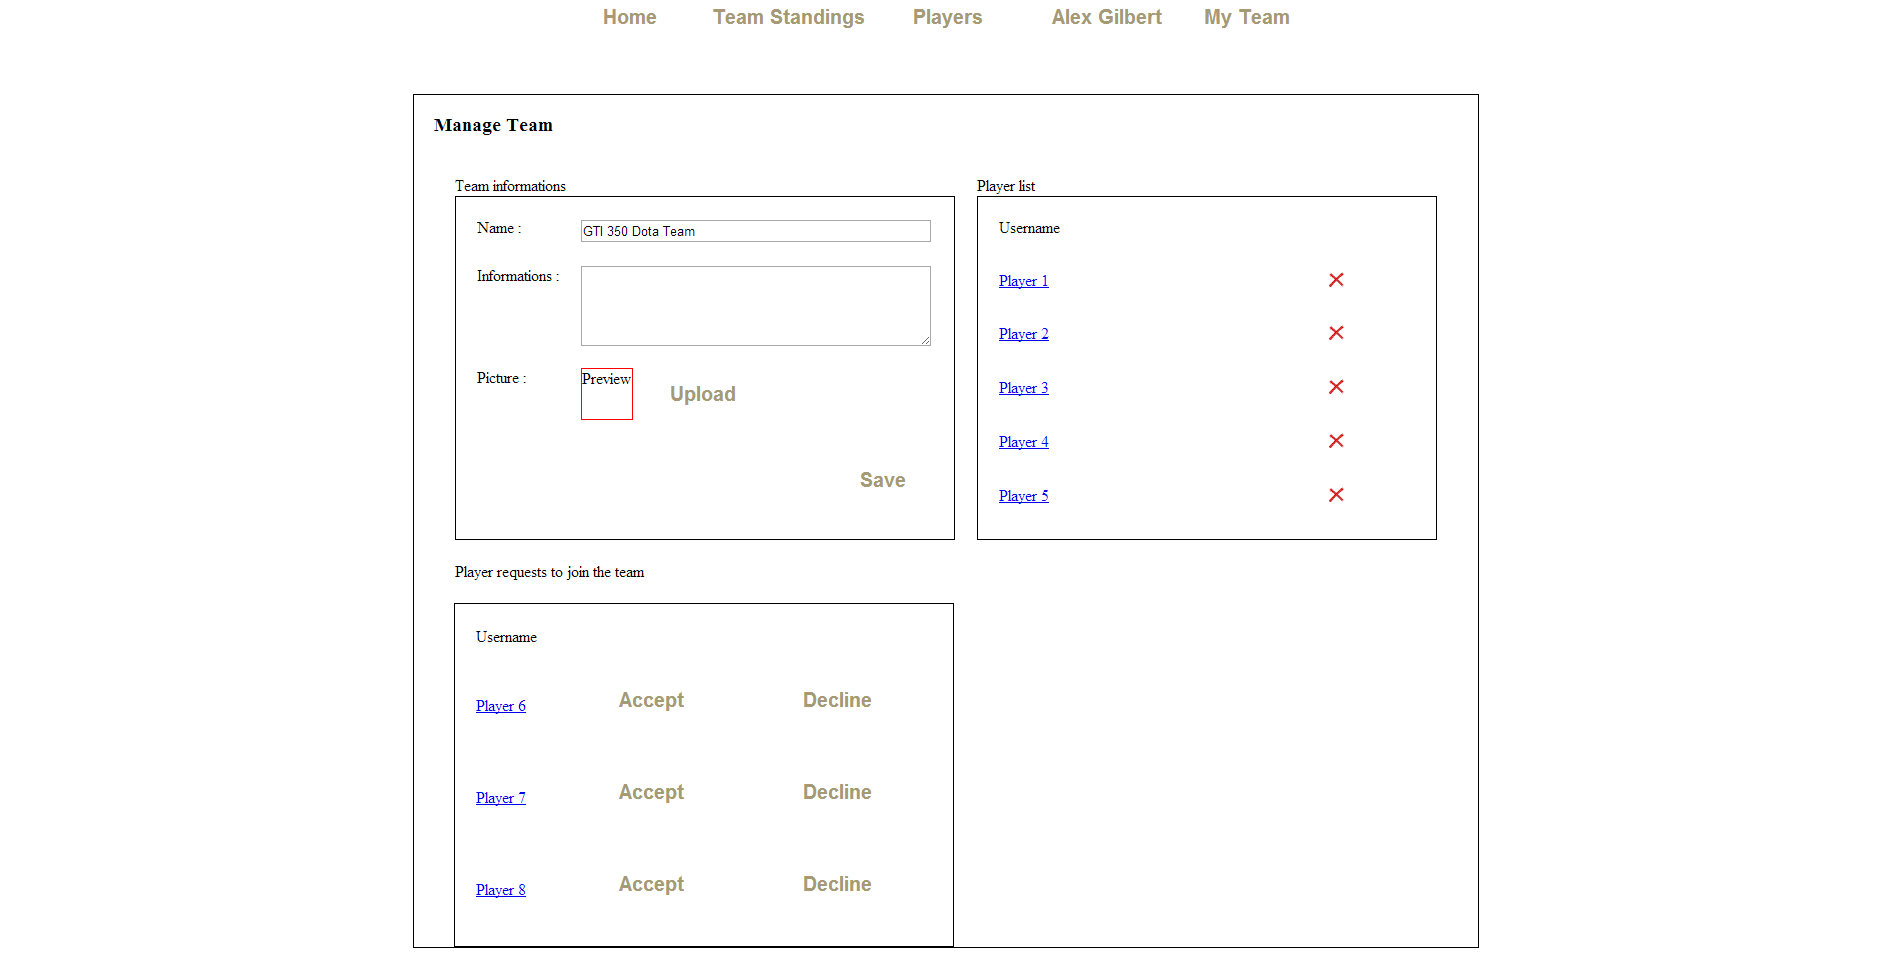 Home Team Standings Players Alex Gilbert My Team
Manage Team
Team informations
Name : GTI 350 Dota Team
Informations :
Picture : Preview Upload
Save
Player list
Username
Player 1
Player 2
Player 3
Player 4
Player 5
Player requests to join the team
Username
Player 6 Accept Decline
Player 7 Accept Decline
Player 8 Accept Decline